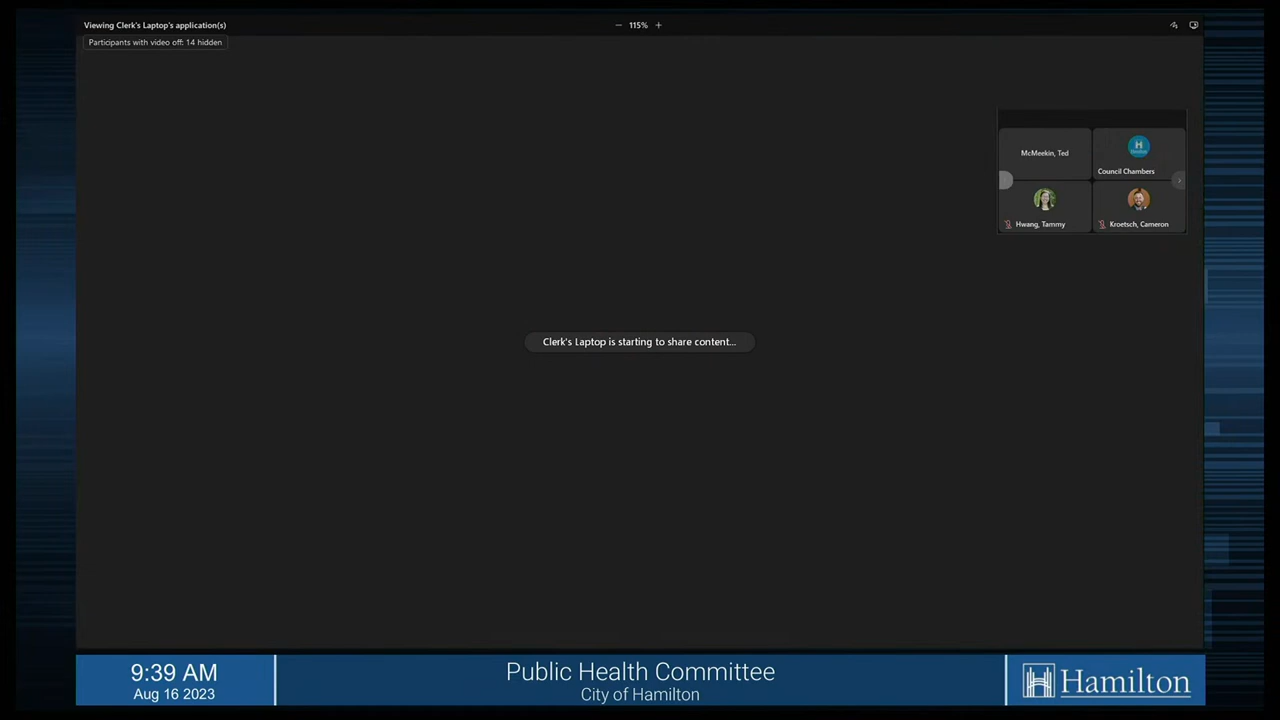 Viewing Clerk's Laptop's application(s)
115%
Participants with video off: 14 hidden
McMeekin, Ted
Council Chambers
Hwang, Tammy
Kroetsch, Cameron
Clerk's Laptop is starting to share content...
9:39 AM
Aug 16 2023
Public Health Committee
City of Hamilton
Hamilton